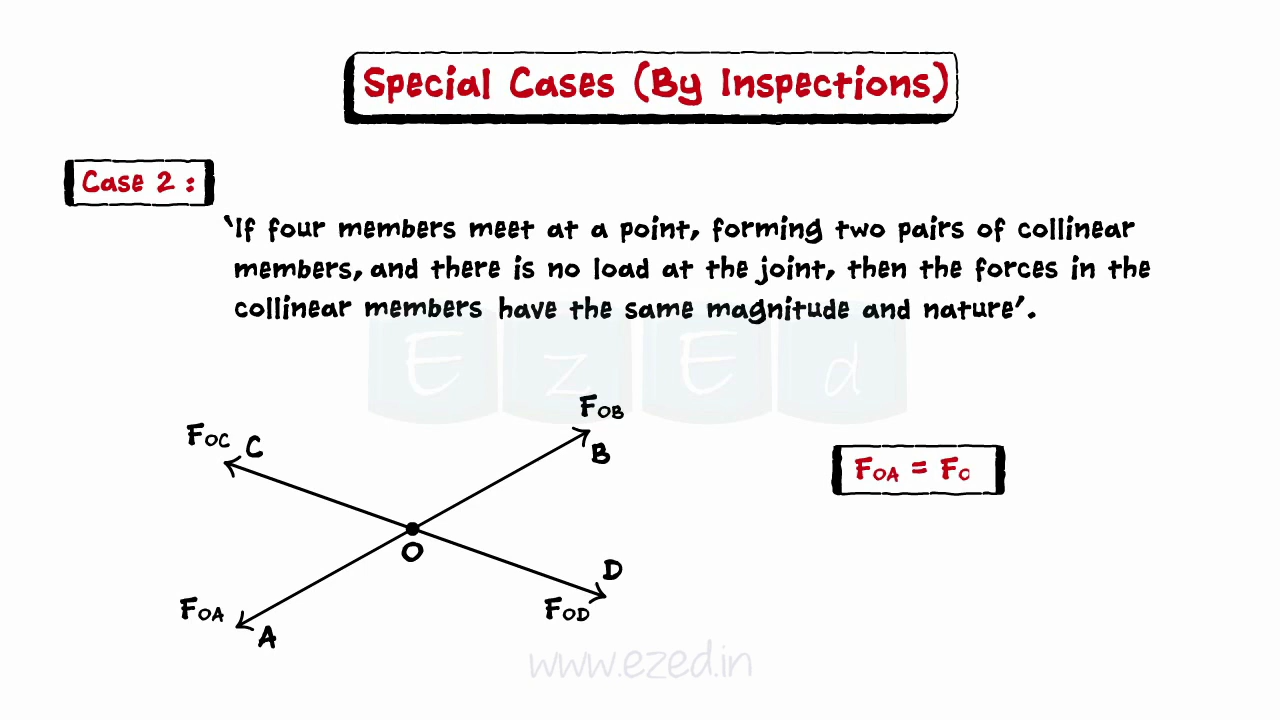 Special Cases (By Inspections)
Case 2 :
‘If four members meet at a point, forming two pairs of collinear
members, and there is no load at the joint, then the forces in the
collinear members have the same magnitude and nature’.
EzEd
FOB
FOC C
B
FOA = FO
O
D
FOA
FOD
A
www.ezed.in